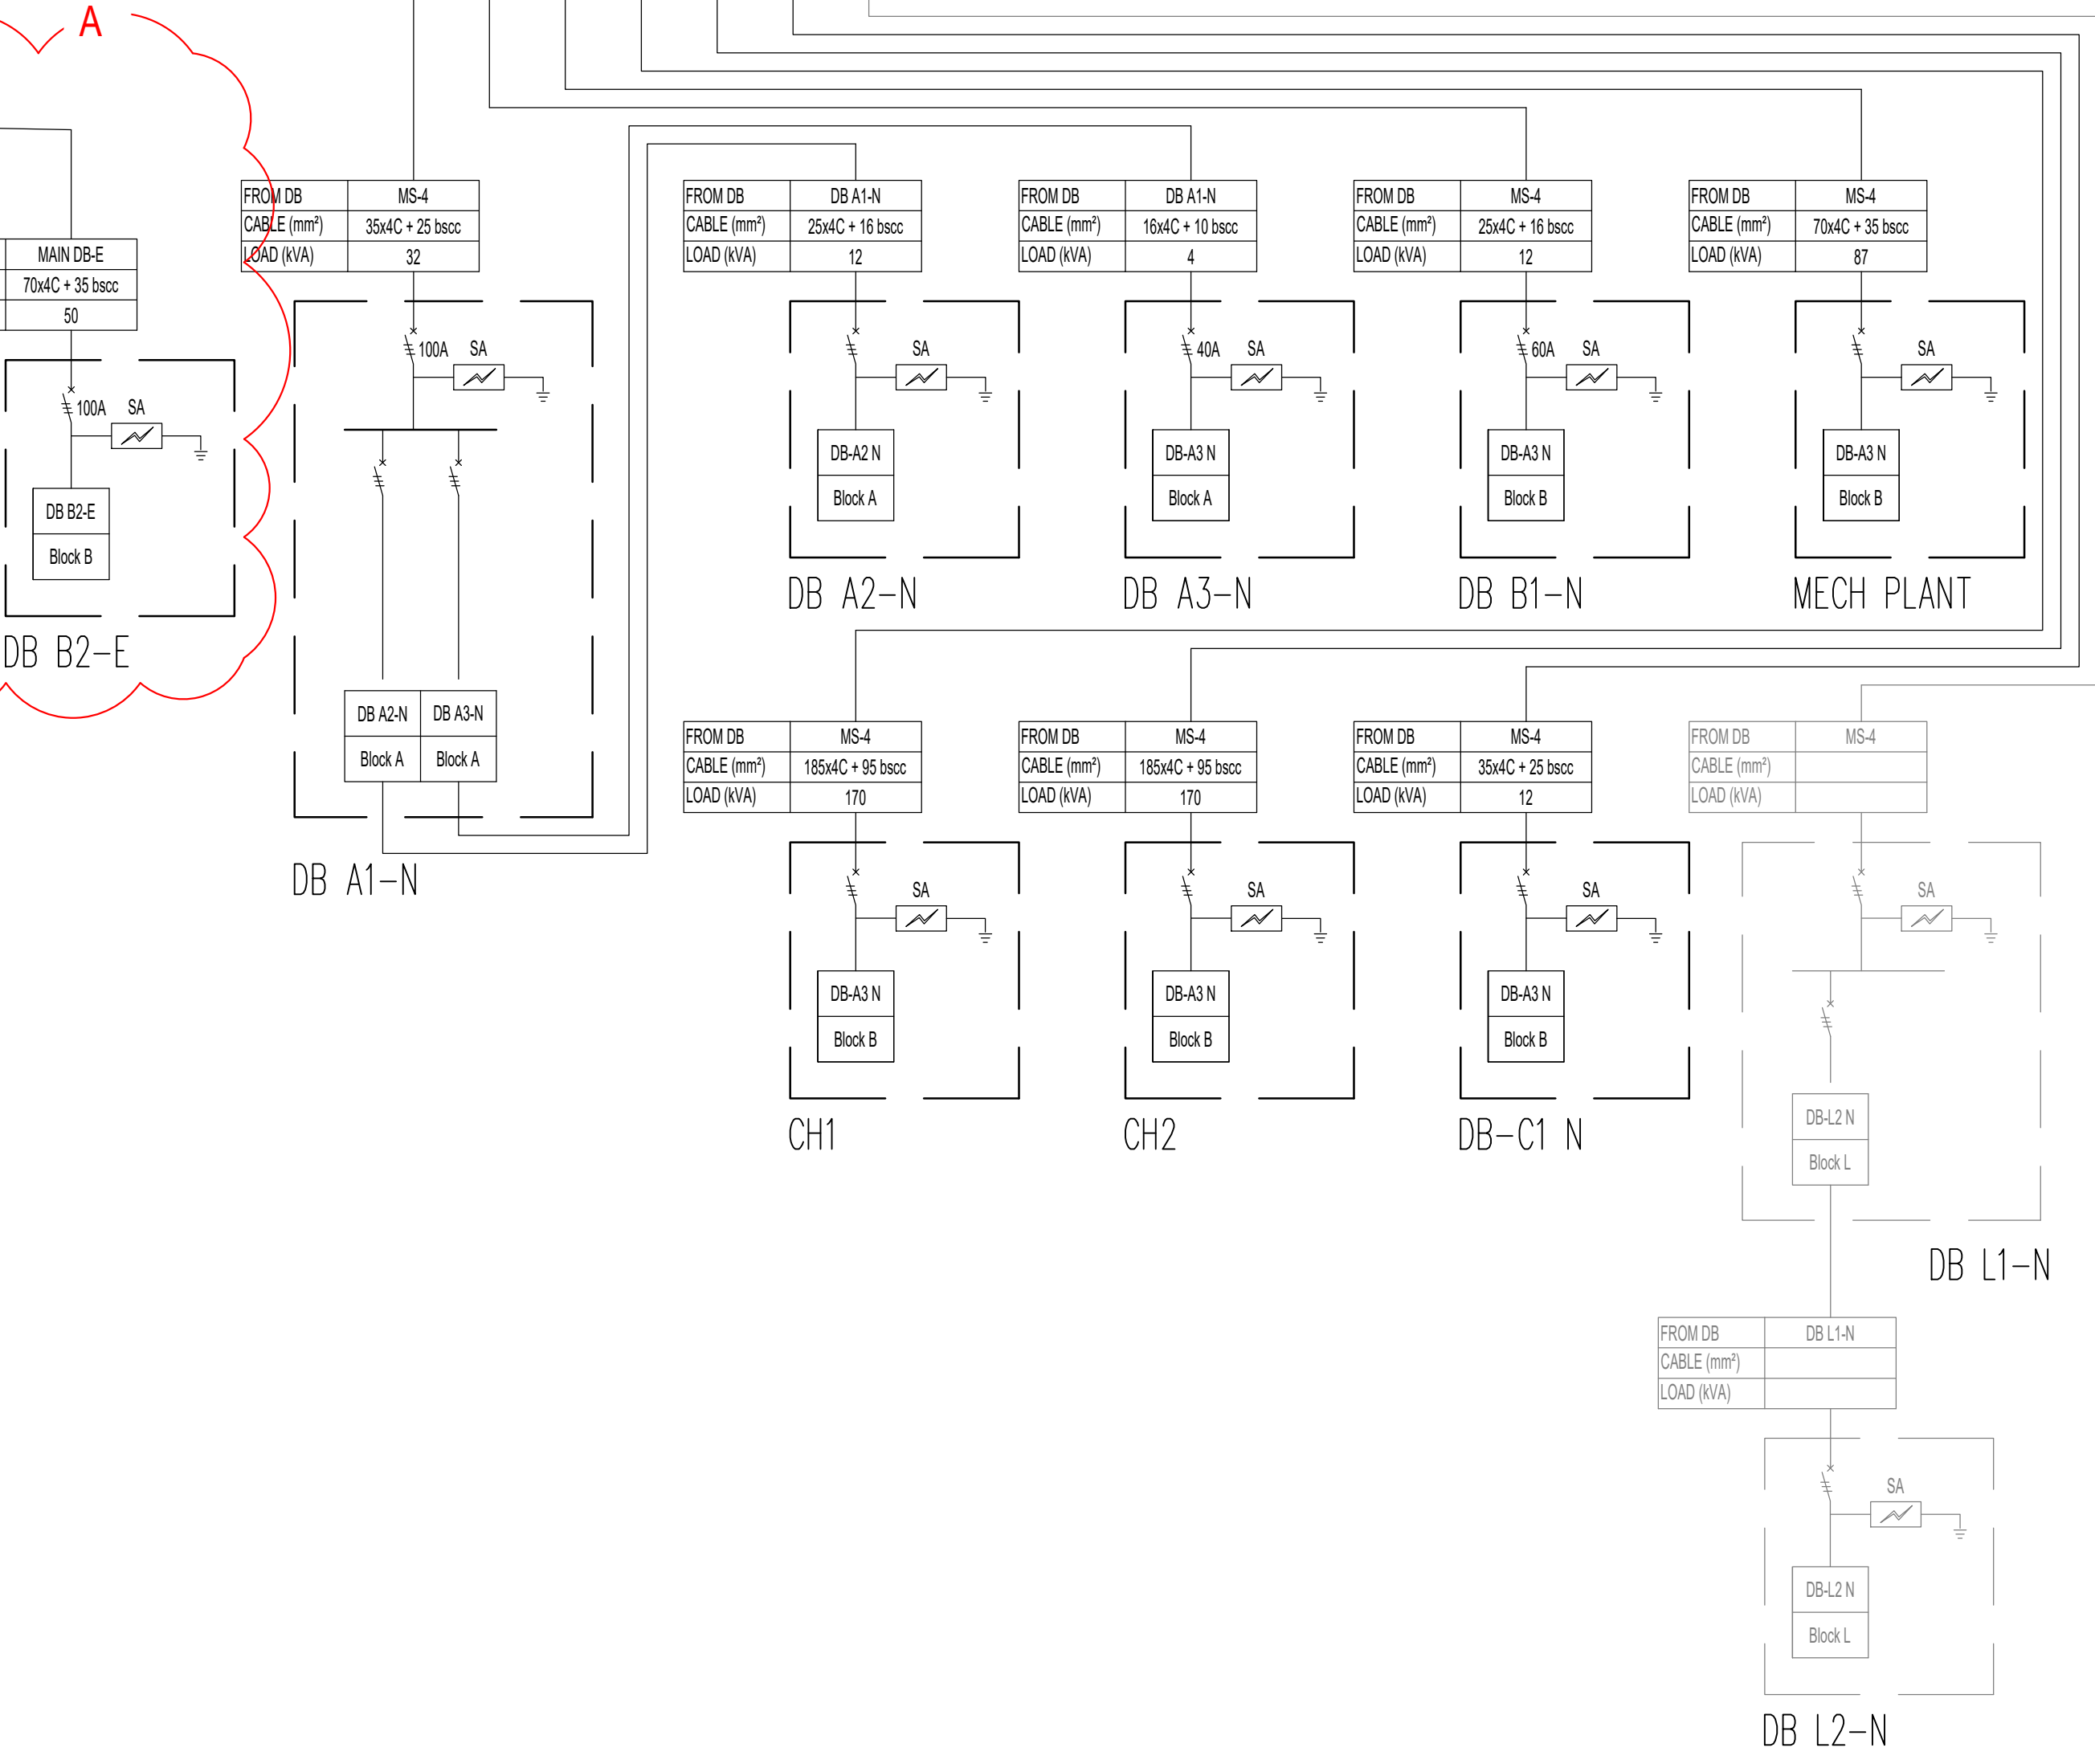 A
MAIN DB-E
70x4C + 35 bscc
50
100A
SA
DB B2-E
Block B
DB B2-E
FROM DB MS-4
CABLE (mm²) 35x4C + 25 bscc
LOAD (kVA) 32
100A
SA
DB A2-N DB A3-N
Block A Block A
DB A1-N
FROM DB DB A1-N
CABLE (mm²) 25x4C + 16 bscc
LOAD (kVA) 12
SA
DB-A2 N
Block A
DB A2-N
FROM DB DB A1-N
CABLE (mm²) 16x4C + 10 bscc
LOAD (kVA) 4
40A
SA
DB-A3 N
Block A
DB A3-N
FROM DB MS-4
CABLE (mm²) 25x4C + 16 bscc
LOAD (kVA) 12
60A
SA
DB-A3 N
Block B
DB B1-N
FROM DB MS-4
CABLE (mm²) 70x4C + 35 bscc
LOAD (kVA) 87
SA
DB-A3 N
Block B
MECH PLANT
FROM DB MS-4
CABLE (mm²) 185x4C + 95 bscc
LOAD (kVA) 170
SA
DB-A3 N
Block B
CH1
FROM DB MS-4
CABLE (mm²) 185x4C + 95 bscc
LOAD (kVA) 170
SA
DB-A3 N
Block B
CH2
FROM DB MS-4
CABLE (mm²) 35x4C + 25 bscc
LOAD (kVA) 12
SA
DB-A3 N
Block B
DB-C1 N
FROM DB MS-4
CABLE (mm²)
LOAD (kVA)
SA
DB-L2 N
Block L
DB L1-N
FROM DB DB L1-N
CABLE (mm²)
LOAD (kVA)
SA
DB-L2 N
Block L
DB L2-N